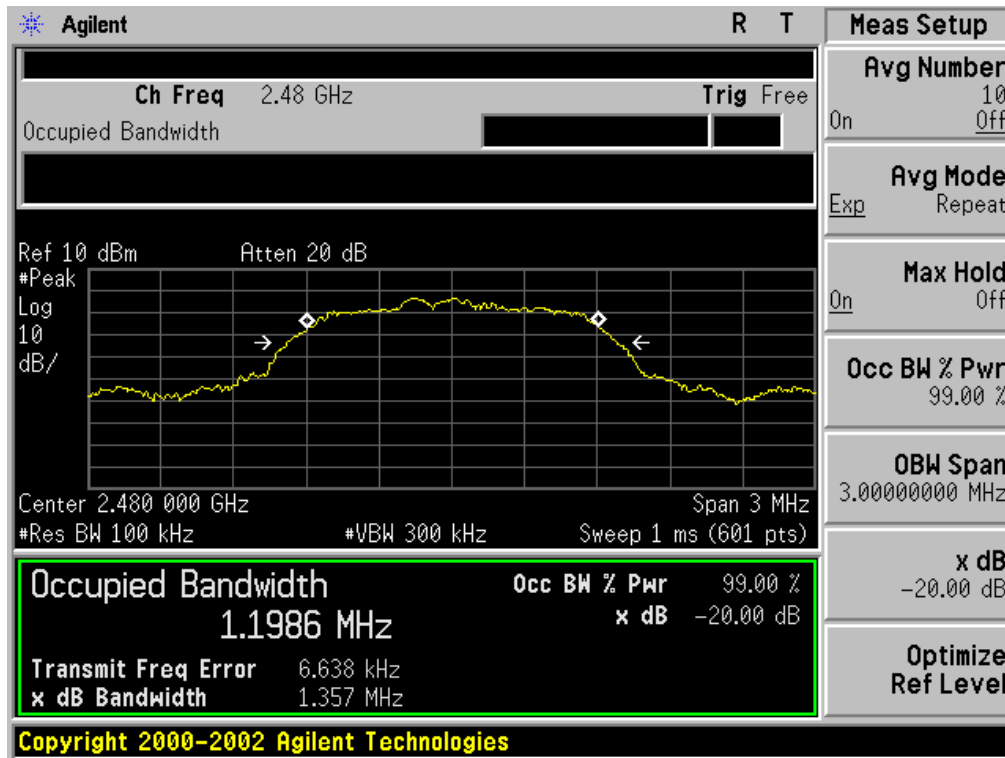 Agilent R T
Ch Freq 2.48 GHz Trig Free
Occupied Bandwidth
Ref 10 dBm Atten 20 dB
#Peak
Log
10
dB/
Center 2.480 000 GHz Span 3 MHz
#Res BW 100 kHz #VBW 300 kHz Sweep 1 ms (601 pts)
Occupied Bandwidth Occ BW % Pwr 99.00 %
1.1986 MHz x dB -20.00 dB
Transmit Freq Error 6.638 kHz
x dB Bandwidth 1.357 MHz
Copyright 2000-2002 Agilent Technologies
Meas Setup
Avg Number
10
On Off
Avg Mode
Exp Repeat
Max Hold
On Off
Occ BW % Pwr
99.00 %
OBW Span
3.00000000 MHz
x dB
-20.00 dB
Optimize
Ref Level